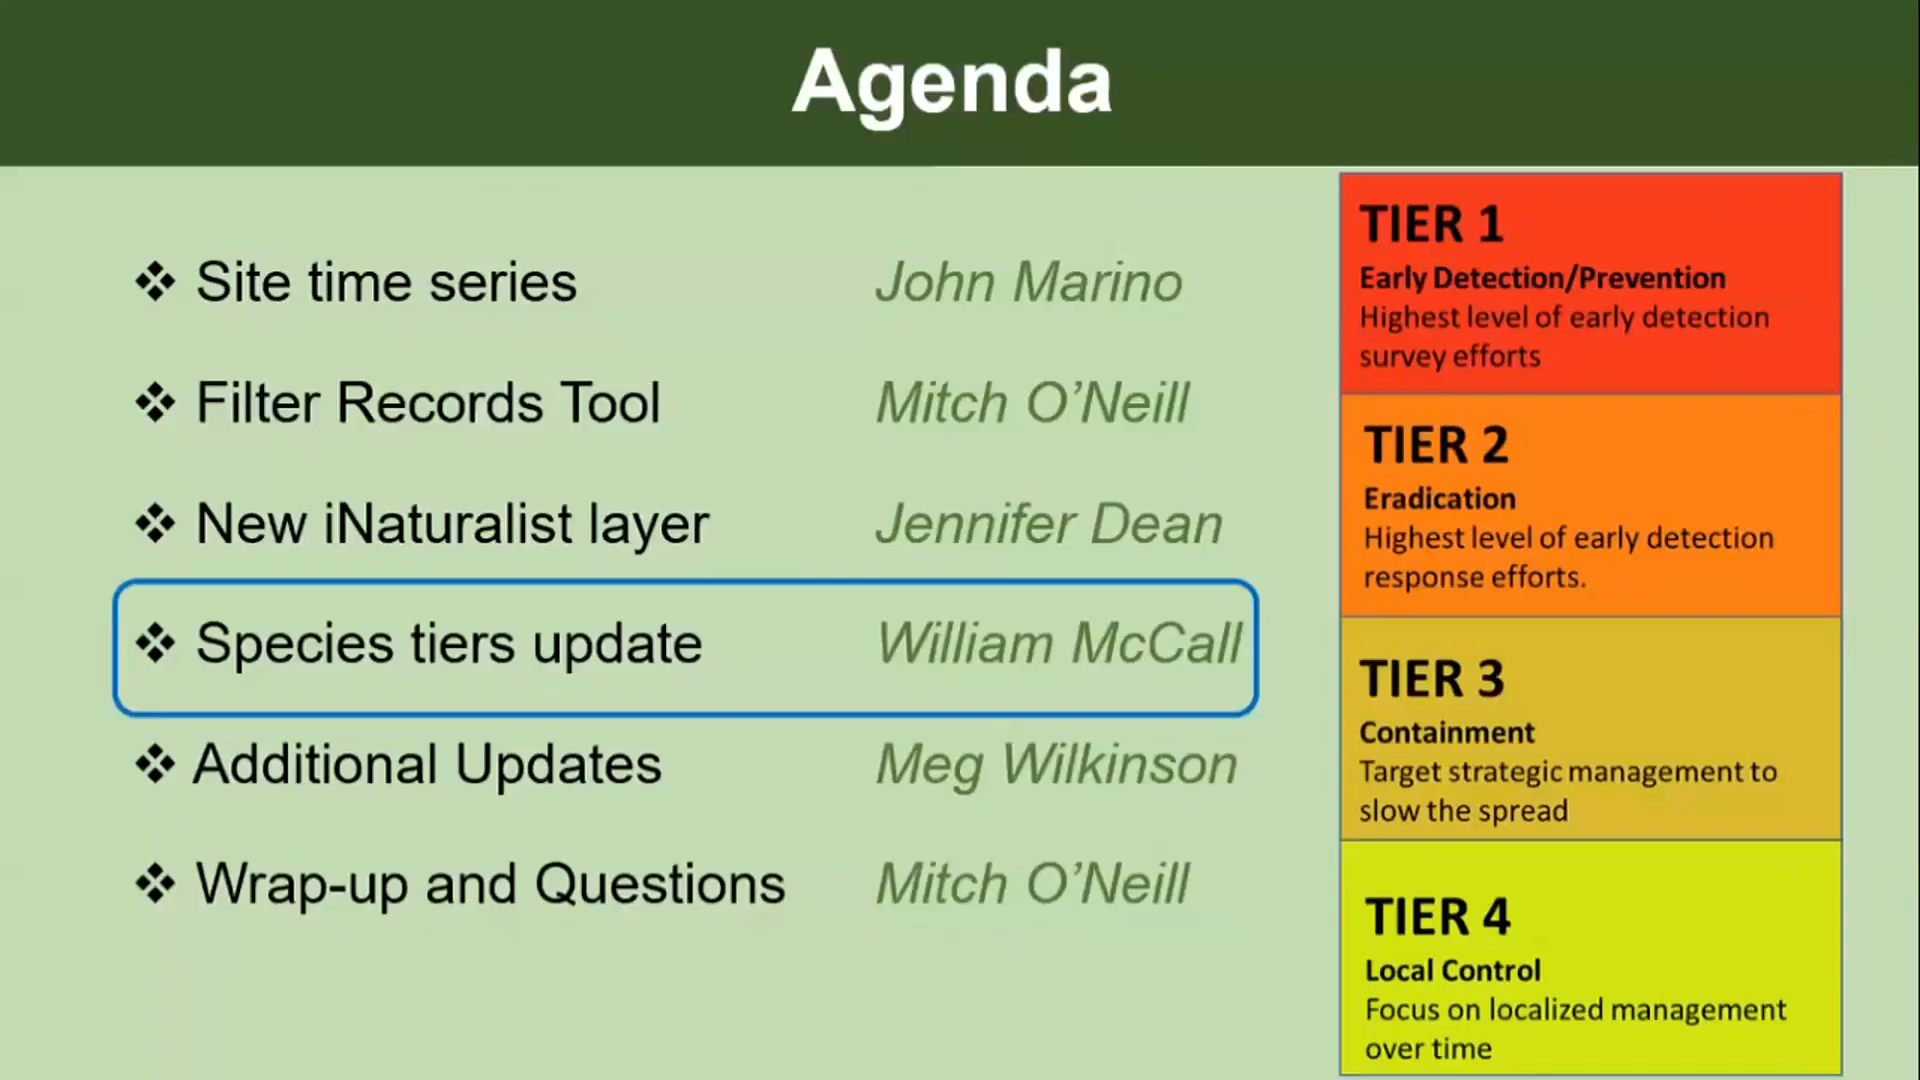 Agenda
❖ Site time series John Marino
❖ Filter Records Tool Mitch O’Neill
❖ New iNaturalist layer Jennifer Dean
❖ Species tiers update William McCall
❖ Additional Updates Meg Wilkinson
❖ Wrap-up and Questions Mitch O’Neill
TIER 1
Early Detection/Prevention
Highest level of early detection
survey efforts
TIER 2
Eradication
Highest level of early detection
response efforts.
TIER 3
Containment
Target strategic management to
slow the spread
TIER 4
Local Control
Focus on localized management
over time